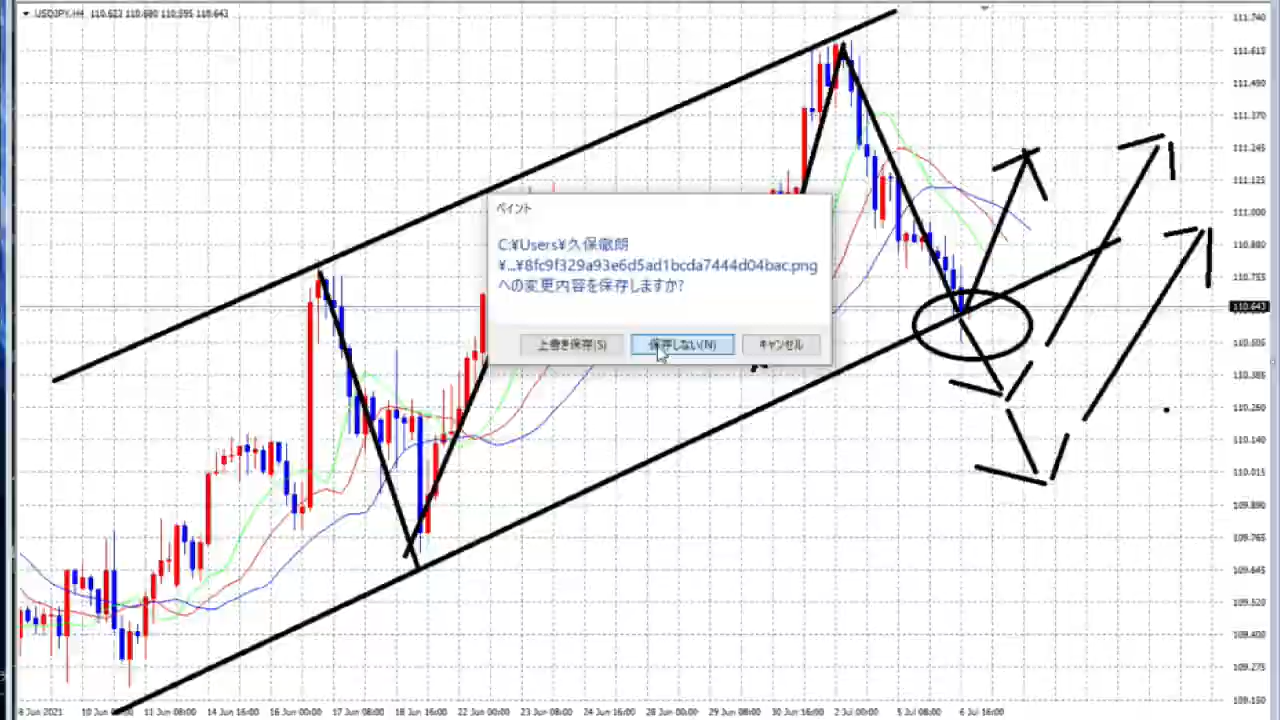 USDJPY,H4 110.623 110.680 110.595 110.643
111.740
111.615
111.490
111.370
111.245
111.125
111.000
110.880
110.755
110.643
110.505
110.385
110.260
110.140
110.015
109.890
109.765
109.645
109.520
109.400
109.275
109.150
ペイント
C:¥Users¥久保徹朗
¥...¥8fc9f329a93e6d5ad1bcda7444d04bac.png
への変更内容を保存しますか?
上書き保存(S)
保存しない(N)
キャンセル
8 Jun 2021
11 Jun 08:00
14 Jun 16:00
16 Jun 00:00
17 Jun 08:00
18 Jun 16:00
22 Jun 00:00
23 Jun 08:00
24 Jun 16:00
28 Jun 00:00
29 Jun 08:00
30 Jun 16:00
2 Jul 00:00
5 Jul 08:00
6 Jul 16:00